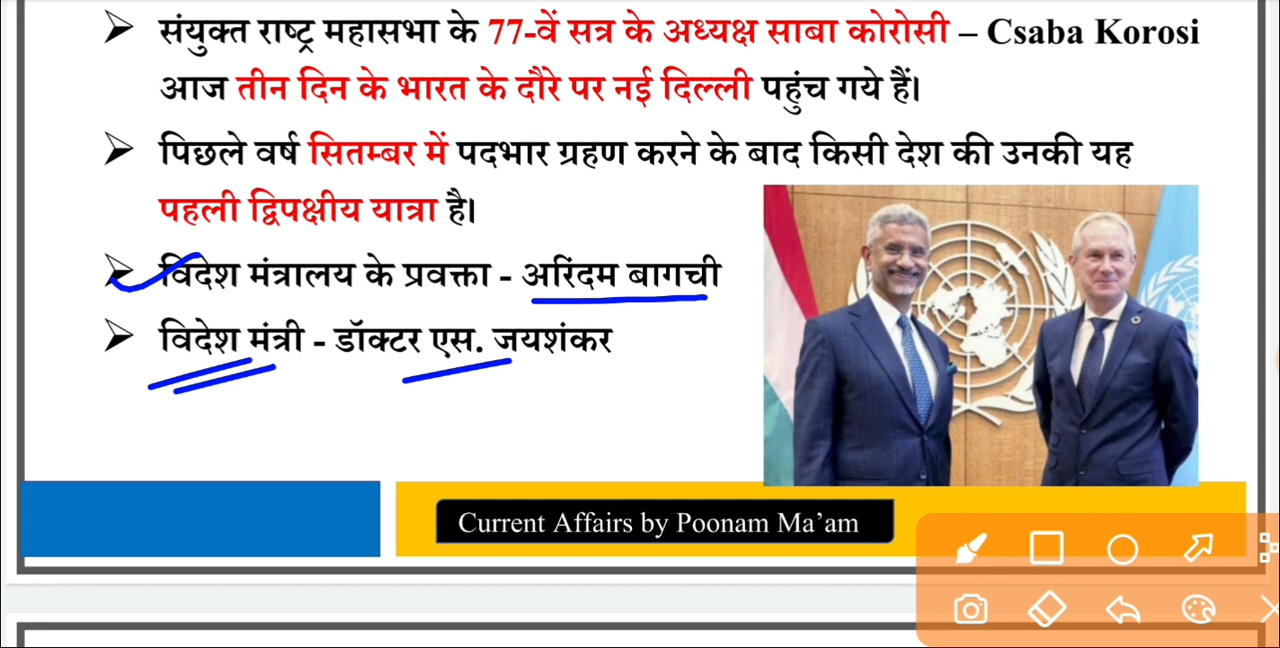 संयुक्त राष्ट्र महासभा के 77-वें सत्र के अध्यक्ष साबा कोरोसी – Csaba Korosi
आज तीन दिन के भारत के दौरे पर नई दिल्ली पहुंच गये हैं।
पिछले वर्ष सितम्बर में पदभार ग्रहण करने के बाद किसी देश की उनकी यह
पहली द्विपक्षीय यात्रा है।
विदेश मंत्रालय के प्रवक्ता - अरिंदम बागची
विदेश मंत्री - डॉक्टर एस. जयशंकर
Current Affairs by Poonam Ma’am